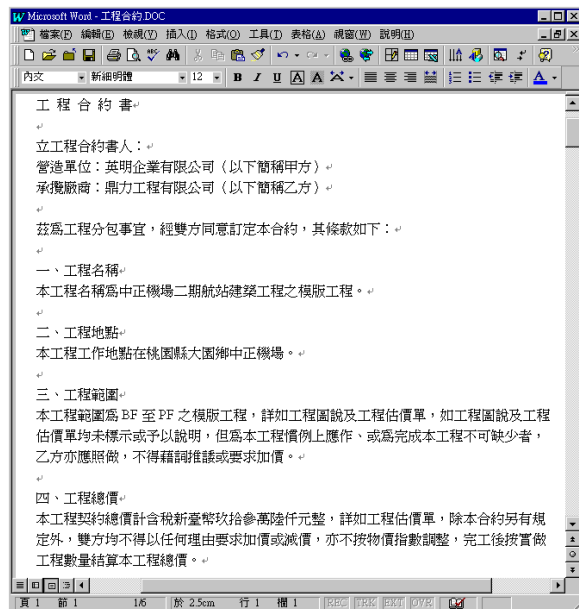 Microsoft Word - 工程合約.DOC
檔案(F) 編輯(E) 檢視(V) 插入(I) 格式(O) 工具(T) 表格(A) 視窗(W) 說明(H)
內文 新細明體 12 B I U A A A
工 程 合 約 書
立工程合約書人：
營造單位：英明企業有限公司（以下簡稱甲方）
承攬廠商：鼎力工程有限公司（以下簡稱乙方）
茲為工程分包事宜，經雙方同意訂定本合約，其條款如下：
一、工程名稱
本工程名稱為中正機場二期航站建築工程之模版工程。
二、工程地點
本工程工作地點在桃園縣大園鄉中正機場。
三、工程範圍
本工程範圍為 BF 至 PF 之模版工程，詳如工程圖說及工程估價單，如工程圖說及工程
估價單均未標示或予以說明，但為本工程慣例上應作、或為完成本工程不可缺少者，
乙方亦應照做，不得藉詞推諉或要求加價。
四、工程總價
本工程契約總價計含稅新臺幣玖拾參萬陸仟元整，詳如工程估價單，除本合約另有規
定外，雙方均不得以任何理由要求加價或減價，亦不按物價指數調整，完工後按實做
工程數量結算本工程總價。
頁 1 節 1 1/6 於 2.5cm 行 1 欄 1 REC TRK EXT OVR